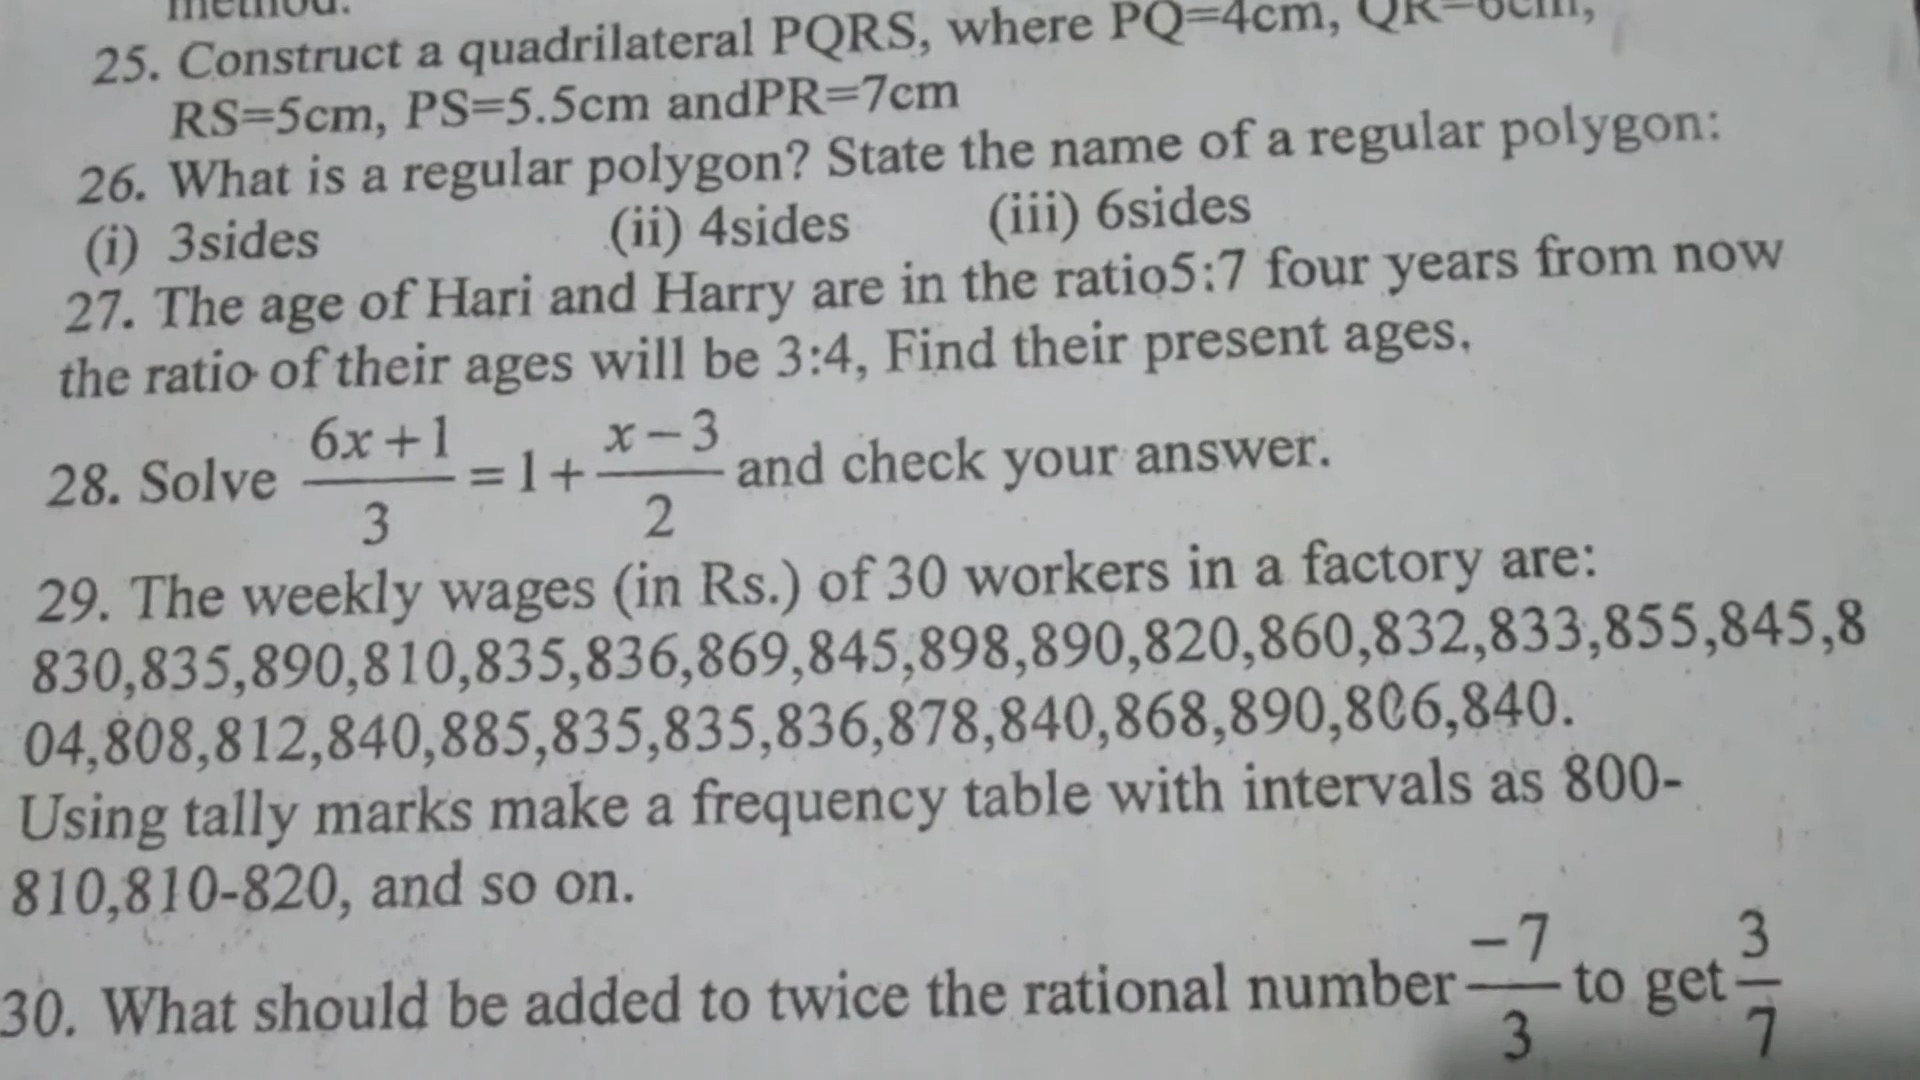 method.
25. Construct a quadrilateral PQRS, where PQ=4cm, QR=6cm,
RS=5cm, PS=5.5cm andPR=7cm
26. What is a regular polygon? State the name of a regular polygon:
(i) 3sides (ii) 4sides (iii) 6sides
27. The age of Hari and Harry are in the ratio5:7 four years from now
the ratio of their ages will be 3:4, Find their present ages.
28. Solve (6x+1)/3 = 1 + (x-3)/2 and check your answer.
29. The weekly wages (in Rs.) of 30 workers in a factory are:
830,835,890,810,835,836,869,845,898,890,820,860,832,833,855,845,8
04,808,812,840,885,835,835,836,878,840,868,890,806,840.
Using tally marks make a frequency table with intervals as 800-
810,810-820, and so on.
30. What should be added to twice the rational number -7/3 to get 3/7